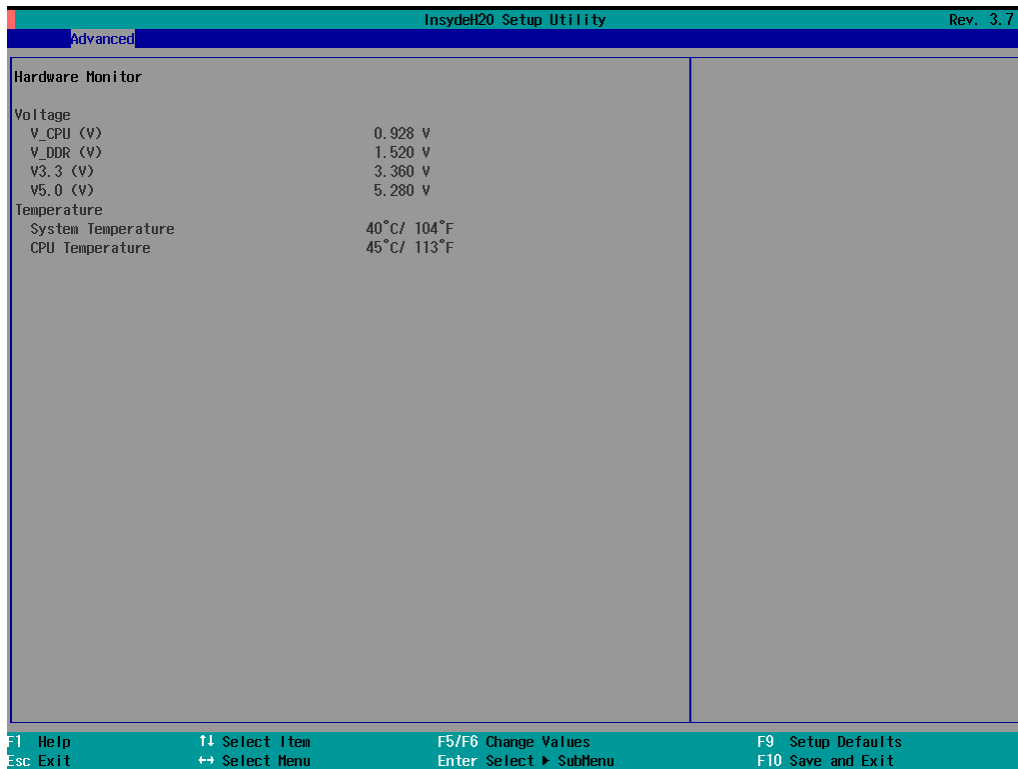 InsydeH20 Setup Utility Rev. 3.7
Advanced
Hardware Monitor
Voltage
V_CPU (V) 0.928 V
V_DDR (V) 1.520 V
V3.3 (V) 3.360 V
V5.0 (V) 5.280 V
Temperature
System Temperature 40°C/ 104°F
CPU Temperature 45°C/ 113°F
F1 Help ↑↓ Select Item F5/F6 Change Values F9 Setup Defaults
Esc Exit ↔ Select Menu Enter Select ▶ SubMenu F10 Save and Exit